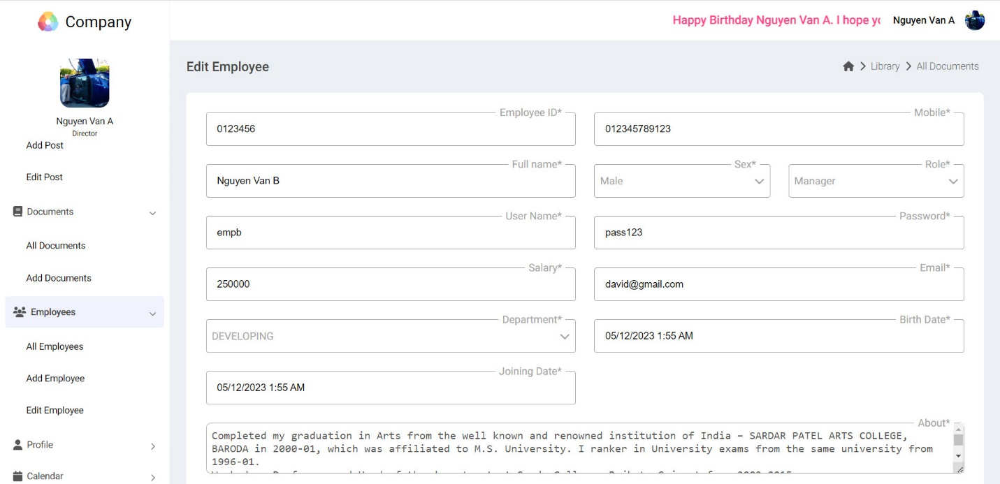 Company
Happy Birthday Nguyen Van A. I hope yo
Nguyen Van A
Nguyen Van A
Director
Add Post
Edit Post
Documents
All Documents
Add Documents
Employees
All Employees
Add Employee
Edit Employee
Profile
Calendar
Edit Employee
Library
All Documents
Employee ID*
0123456
Mobile*
012345789123
Full name*
Nguyen Van B
Sex*
Male
Role*
Manager
User Name*
empb
Password*
pass123
Salary*
250000
Email*
david@gmail.com
Department*
DEVELOPING
Birth Date*
05/12/2023 1:55 AM
Joining Date*
05/12/2023 1:55 AM
About*
Completed my graduation in Arts from the well known and renowned institution of India – SARDAR PATEL ARTS COLLEGE,
BARODA in 2000-01, which was affiliated to M.S. University. I ranker in University exams from the same university from
1996-01.